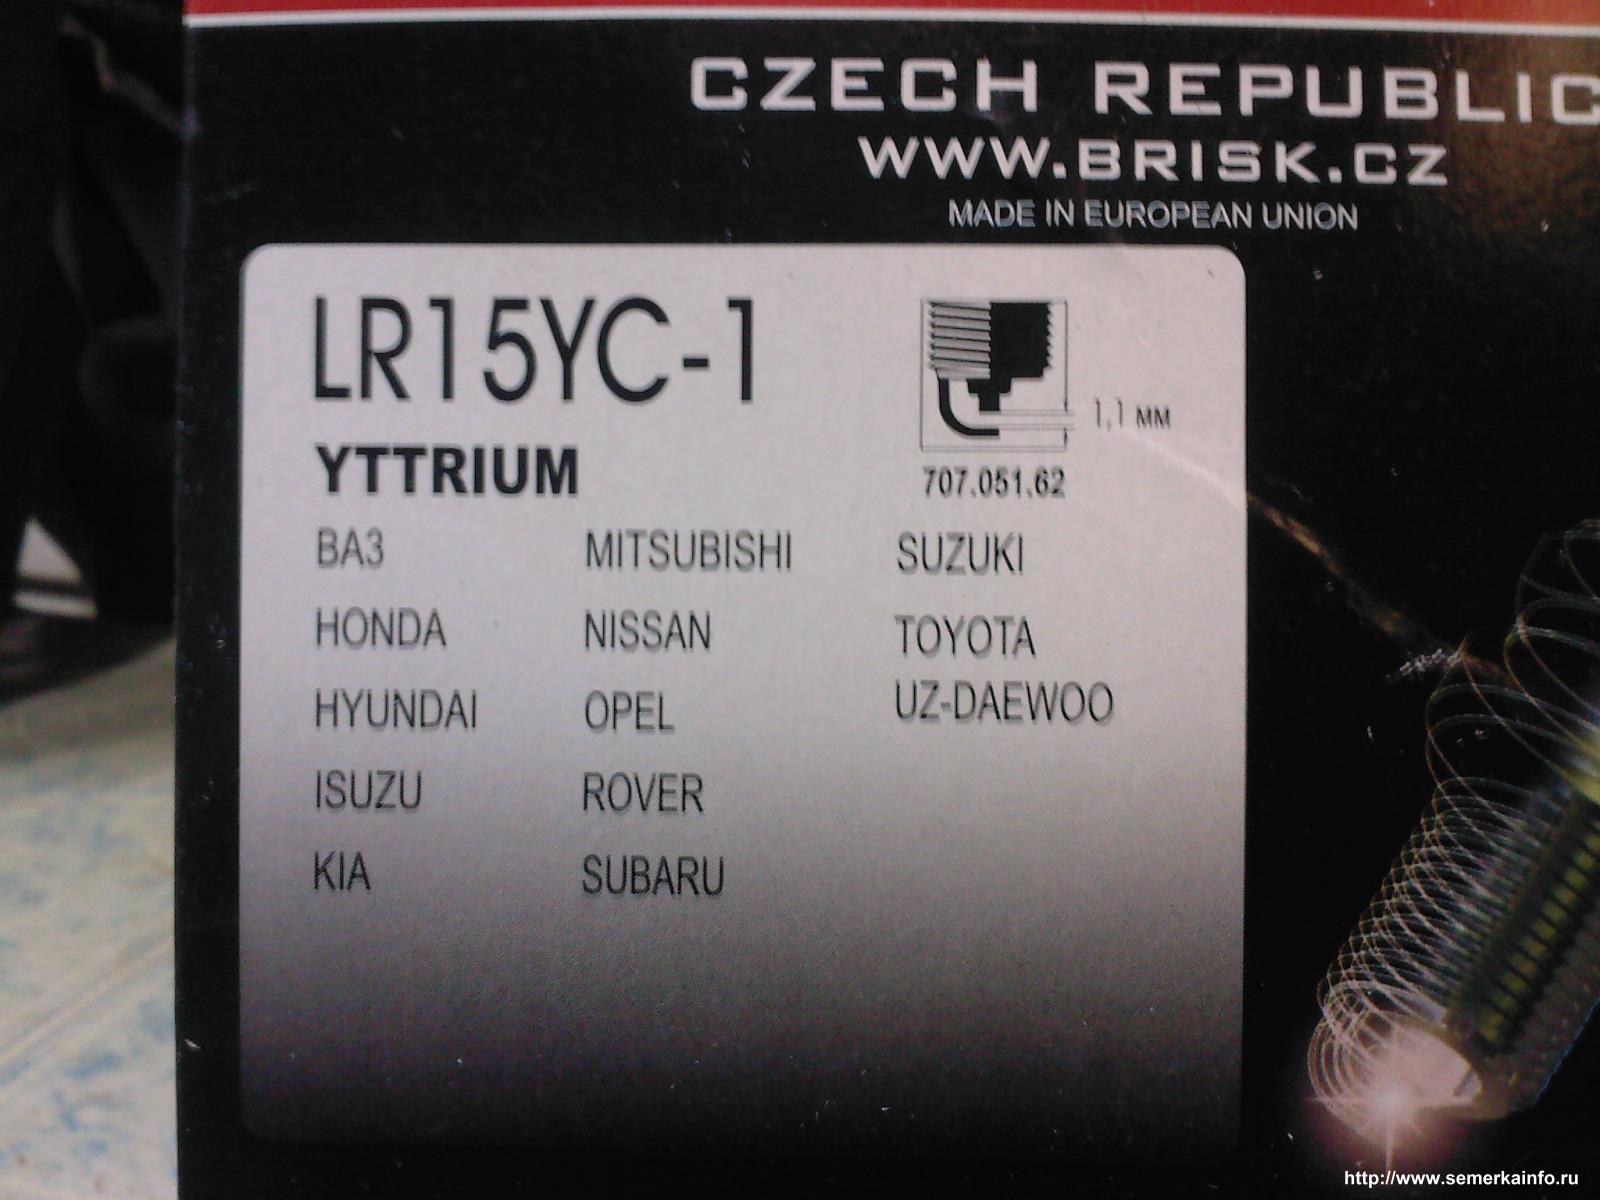 CZECH REPUBLIC
WWW.BRISK.CZ
MADE IN EUROPEAN UNION
LR15YC-1
1,1 мм
YTTRIUM
707.051.62
ВАЗ MITSUBISHI SUZUKI
HONDA NISSAN TOYOTA
HYUNDAI OPEL UZ-DAEWOO
ISUZU ROVER
KIA SUBARU
http://www.semerkainfo.ru